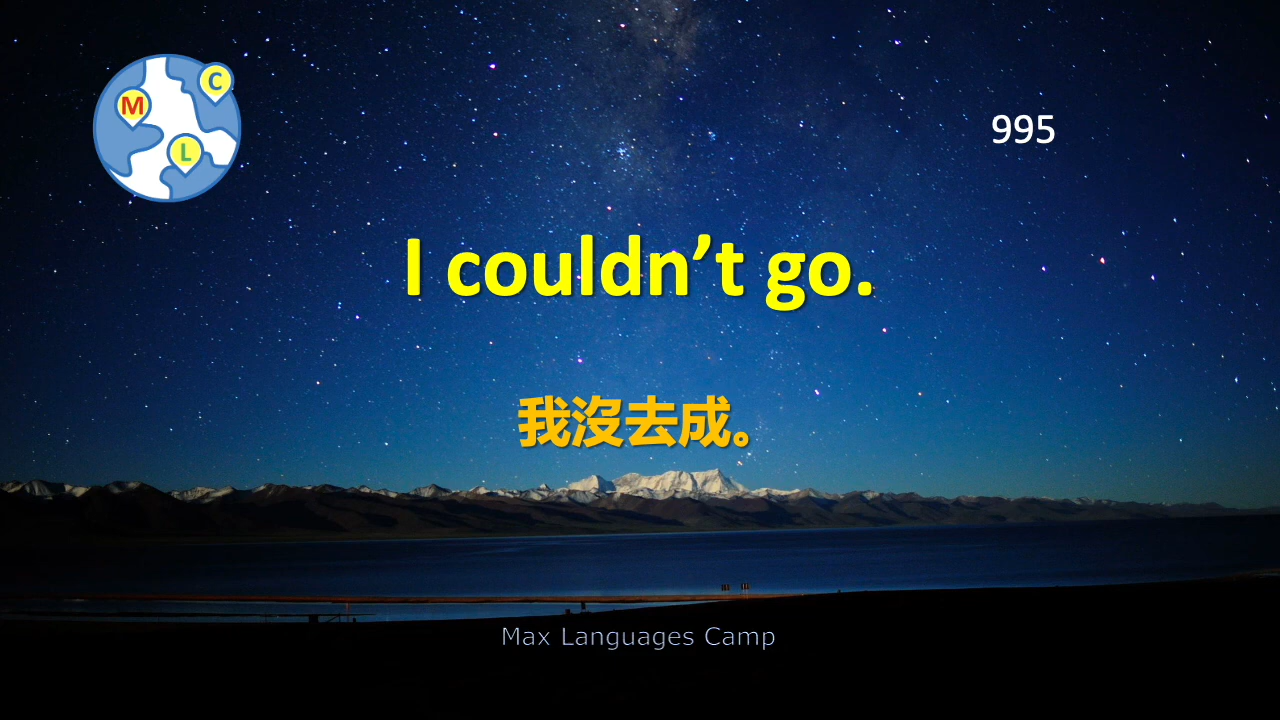 M
C
L
995
I couldn’t go.
我沒去成。
Max Languages Camp